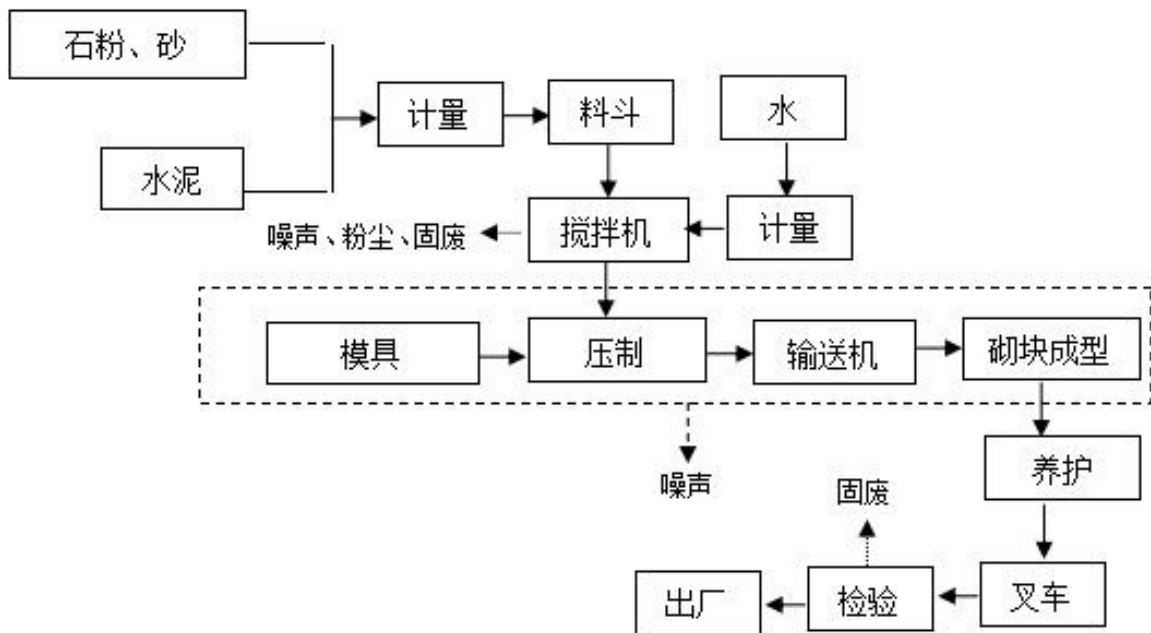 石粉、砂
计量
料斗
水
水泥
噪声、粉尘、固废
搅拌机
计量
模具
压制
输送机
砌块成型
噪声
固废
养护
出厂
检验
叉车